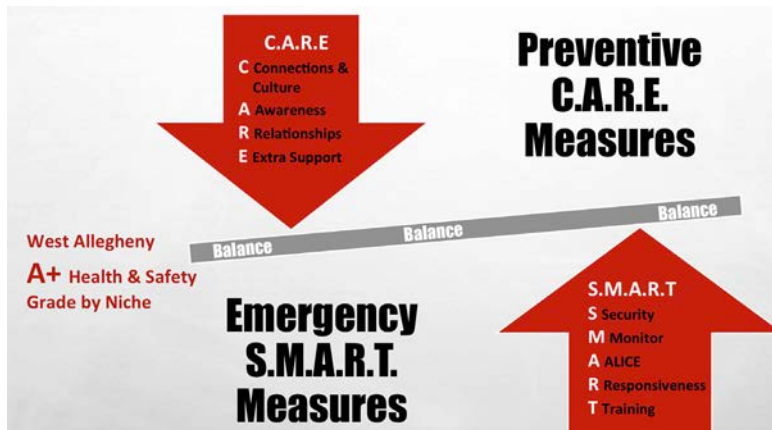 C.A.R.E
C Connections &
Culture
A Awareness
R Relationships
E Extra Support
Preventive
C.A.R.E.
Measures
Balance
Balance
Balance
West Allegheny
A+ Health & Safety
Grade by Niche
Emergency
S.M.A.R.T.
Measures
S.M.A.R.T
S Security
M Monitor
A ALICE
R Responsiveness
T Training